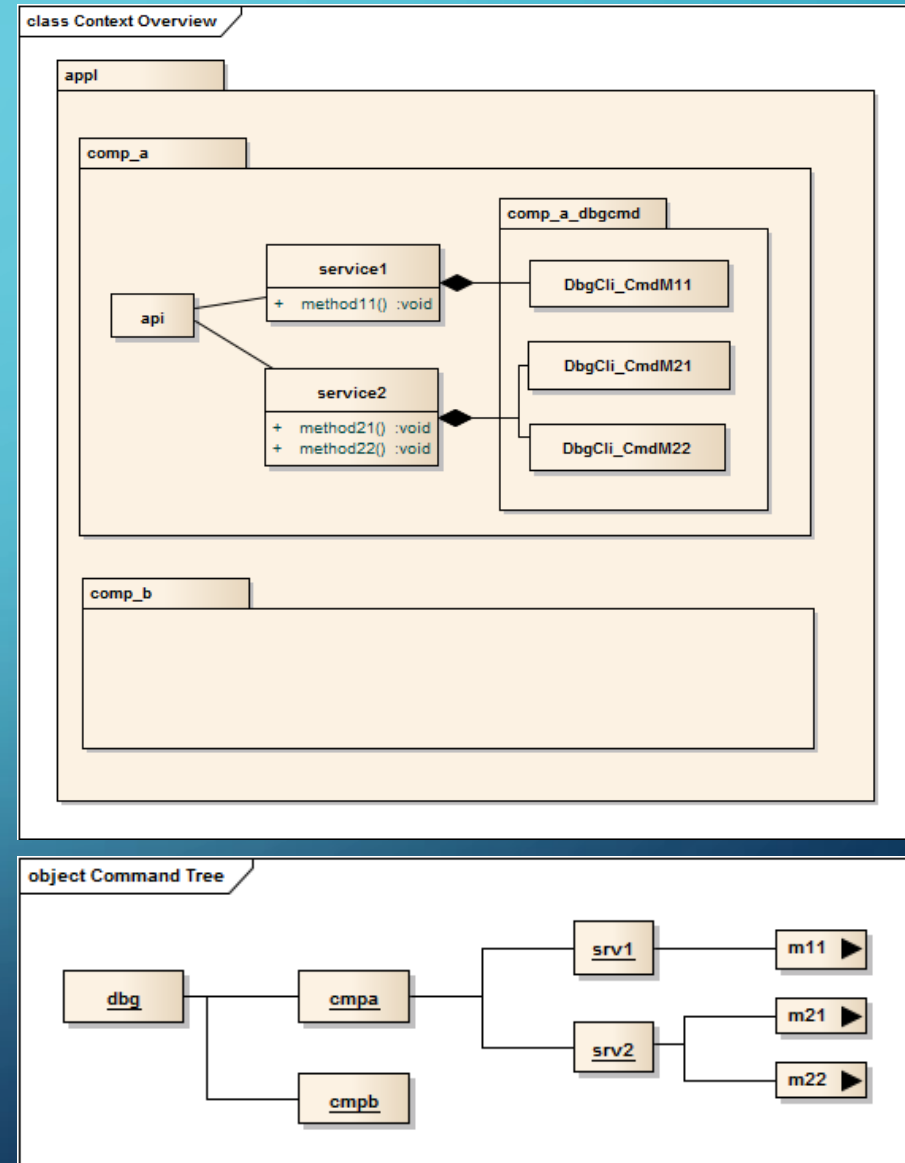 class Context Overview
appl
comp_a
comp_a_dbgcmd
service1
+ method11() :void
DbgCli_CmdM11
api
DbgCli_CmdM21
service2
+ method21() :void
+ method22() :void
DbgCli_CmdM22
comp_b
object Command Tree
dbg
cmpa
srv1
m11
srv2
m21
m22
cmpb